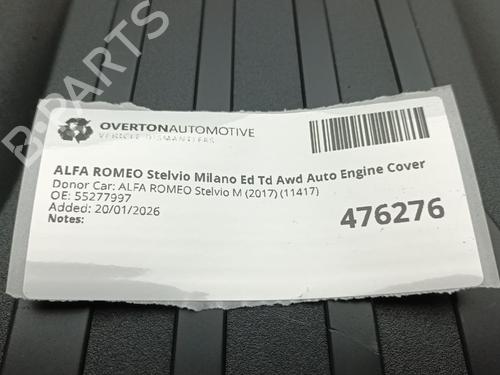 OVERTONAUTOMOTIVE
VEHICLE DISMANTLERS
ALFA ROMEO Stelvio Milano Ed Td Awd Auto Engine Cover
Donor Car: ALFA ROMEO Stelvio M (2017) (11417)
OE: 55277997
Added: 20/01/2026
Notes:
476276
B-PARTS